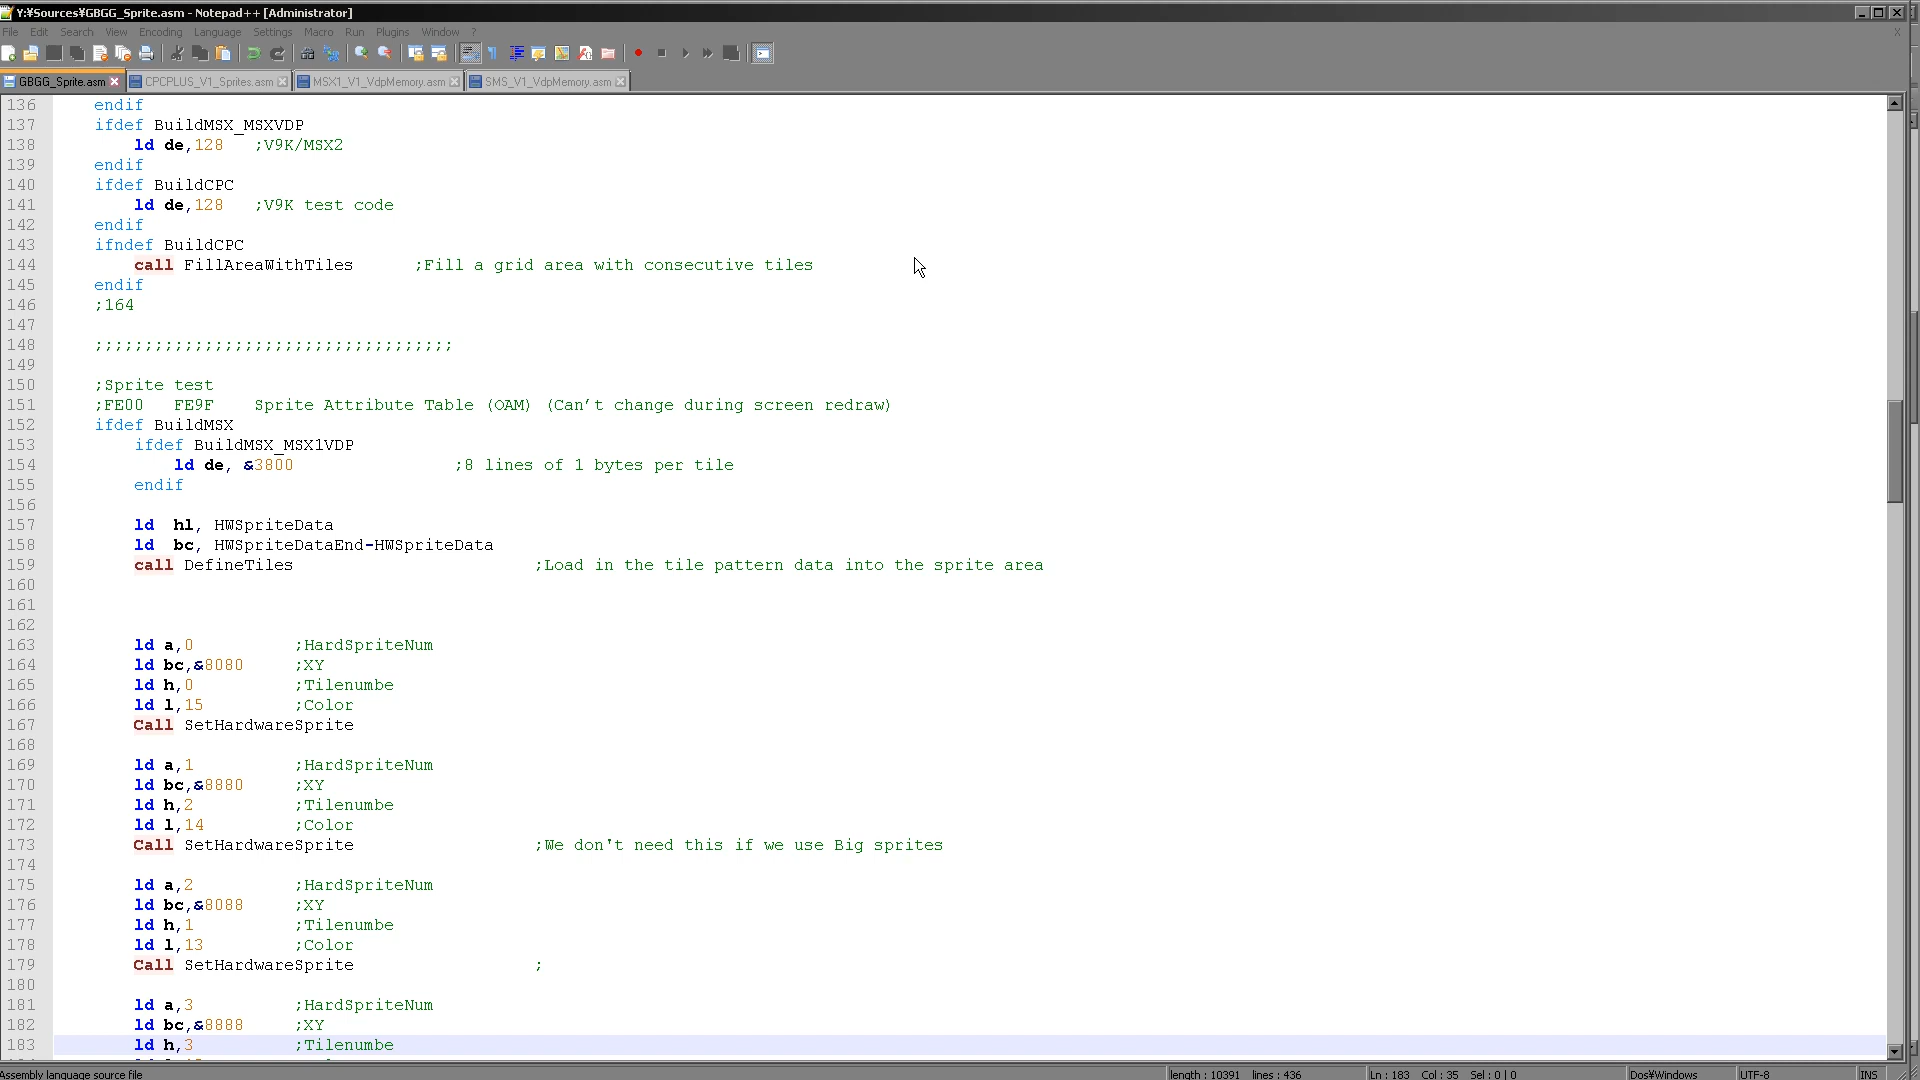 Y:¥Sources¥GBGG_Sprite.asm - Notepad++ [Administrator]
File Edit Search View Encoding Language Settings Macro Run Plugins Window ? X
GBGG_Sprite.asm CPCPLUS_V1_Sprites.asm MSX1_V1_VdpMemory.asm SMS_V1_VdpMemory.asm
136 endif
137 ifdef BuildMSX_MSXVDP
138 ld de,128 ;V9K/MSX2
139 endif
140 ifdef BuildCPC
141 ld de,128 ;V9K test code
142 endif
143 ifndef BuildCPC
144 call FillAreaWithTiles ;Fill a grid area with consecutive tiles
145 endif
146 ;164
147
148 ;;;;;;;;;;;;;;;;;;;;;;;;;;;;;;;;;;;;
149
150 ;Sprite test
151 ;FE00 FE9F Sprite Attribute Table (OAM) (Can't change during screen redraw)
152 ifdef BuildMSX
153 ifdef BuildMSX_MSX1VDP
154 ld de, &3800 ;8 lines of 1 bytes per tile
155 endif
156
157 ld hl, HWSpriteData
158 ld bc, HWSpriteDataEnd-HWSpriteData
159 call DefineTiles ;Load in the tile pattern data into the sprite area
160
161
162
163 ld a,0 ;HardSpriteNum
164 ld bc,&8080 ;XY
165 ld h,0 ;Tilenumbe
166 ld l,15 ;Color
167 Call SetHardwareSprite
168
169 ld a,1 ;HardSpriteNum
170 ld bc,&8880 ;XY
171 ld h,2 ;Tilenumbe
172 ld l,14 ;Color
173 Call SetHardwareSprite ;We don't need this if we use Big sprites
174
175 ld a,2 ;HardSpriteNum
176 ld bc,&8088 ;XY
177 ld h,1 ;Tilenumbe
178 ld l,13 ;Color
179 Call SetHardwareSprite ;
180
181 ld a,3 ;HardSpriteNum
182 ld bc,&8888 ;XY
183 ld h,3 ;Tilenumbe
Assembly language source file length : 10391 lines : 436 Ln : 183 Col : 35 Sel : 0 | 0 Dos¥Windows UTF-8 INS